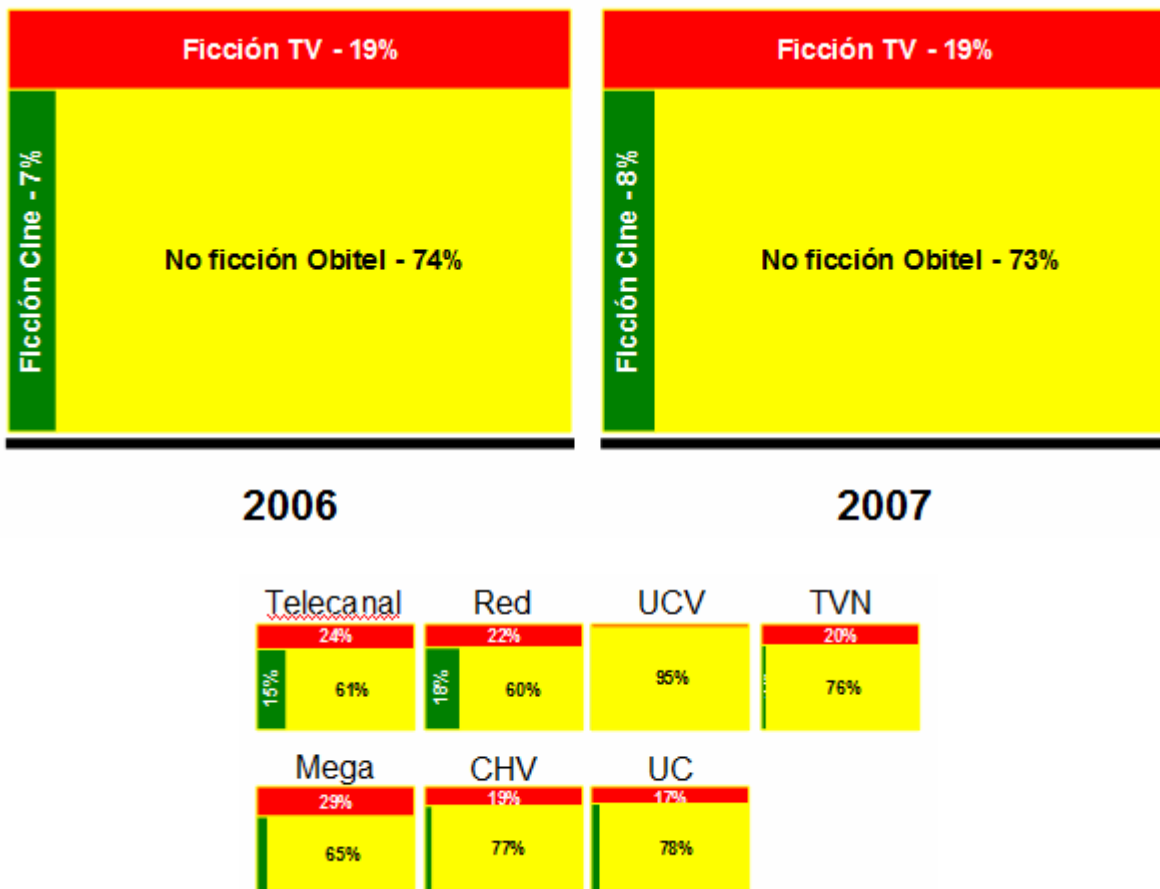 Ficción TV - 19%
Ficción Cine - 7%
No ficción Obitel - 74%
2006
Ficción TV - 19%
Ficción Cine - 8%
No ficción Obitel - 73%
2007
Telecanal
24%
15%
61%
Red
22%
18%
60%
UCV
95%
TVN
20%
76%
Mega
29%
65%
CHV
19%
77%
UC
17%
78%